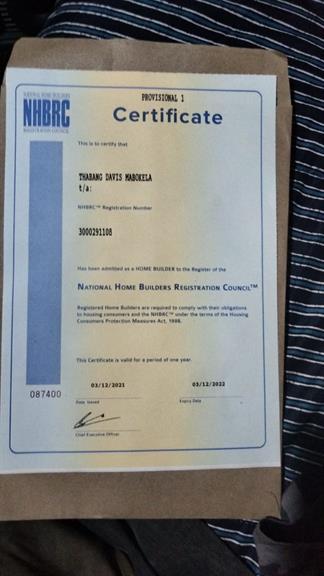 PROVISIONAL 1
NATIONAL HOME BUILDERS
NHBRC
REGISTRATION COUNCIL
Certificate
This is to certify that
THABANG DAVIS MABOKELA
t/a:
NHBRC™ Registration Number
3000291108
Has been admitted as a HOME BUILDER to the Register of the
NATIONAL HOME BUILDERS REGISTRATION COUNCIL™
Registered Home Builders are required to comply with their obligations
to housing consumers and the NHBRC™ under the terms of the Housing
Consumers Protection Measures Act, 1998.
This Certificate is valid for a period of one year.
03/12/2021 03/12/2022
087400
Date Issued Expiry Date
Chief Executive Officer